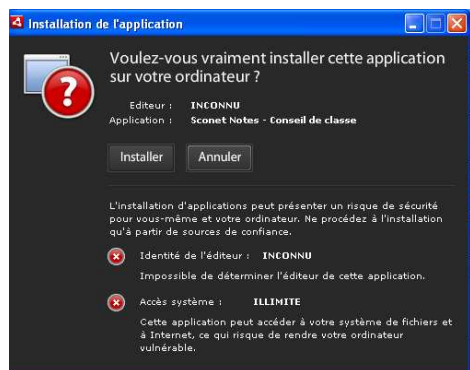 Installation de l'application
Voulez-vous vraiment installer cette application
sur votre ordinateur ?
Editeur : INCONNU
Application : Sconet Notes - Conseil de classe
Installer Annuler
L'installation d'applications peut présenter un risque de sécurité
pour vous-même et votre ordinateur. Ne procédez à l'installation
qu'à partir de sources de confiance.
Identité de l'éditeur : INCONNU
Impossible de déterminer l'éditeur de cette application.
Accès système : ILLIMITE
Cette application peut accéder à votre système de fichiers et
à Internet, ce qui risque de rendre votre ordinateur
vulnérable.